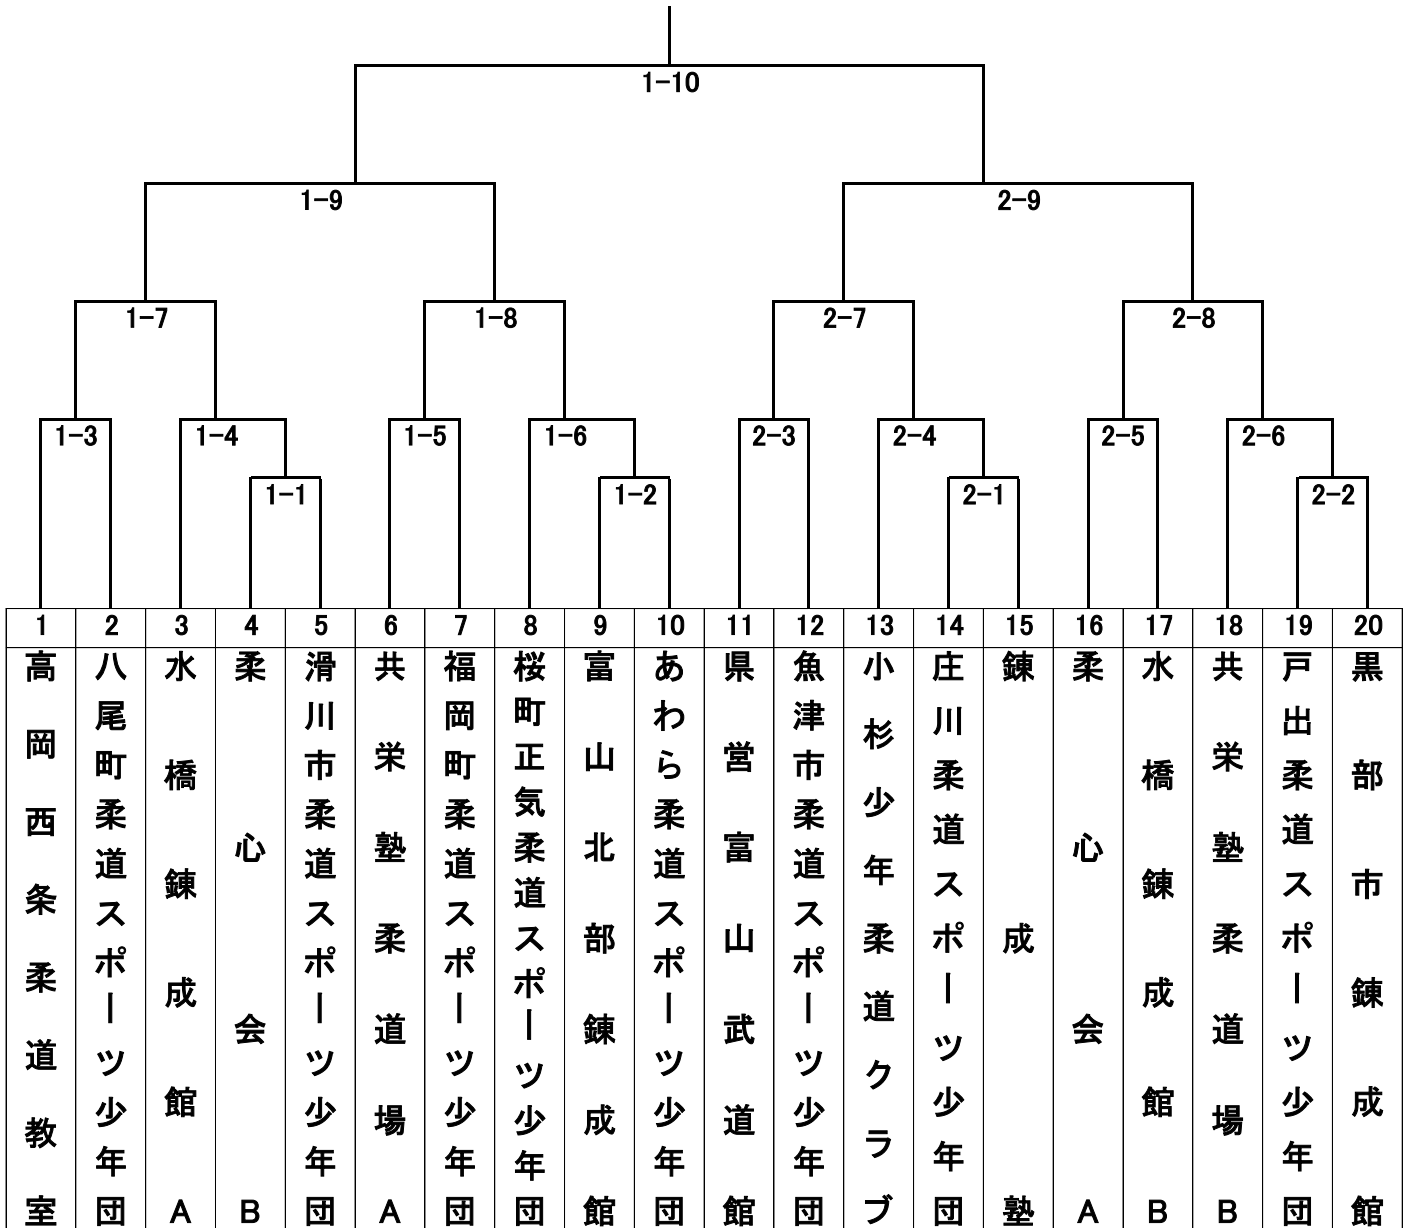 1-10
1-9
2-9
1-7
1-8
2-7
2-8
1-3
1-4
1-5
1-6
2-3
2-4
2-5
2-6
1-1
1-2
2-1
2-2
1 2 3 4 5 6 7 8 9 10 11 12 13 14 15 16 17 18 19 20
高岡西条柔道教室
八尾町柔道スポーツ少年団
水橋錬成館A
柔心会B
滑川市柔道スポーツ少年団
共栄塾柔道場A
福岡町柔道スポーツ少年団
桜町正気柔道スポーツ少年団
富山北部錬成館
あわら柔道スポーツ少年団
県営富山武道館
魚津市柔道スポーツ少年団
小杉少年柔道クラブ
庄川柔道スポーツ少年団
錬成塾
柔心会A
水橋錬成館B
共栄塾柔道場B
戸出柔道スポーツ少年団
黒部市錬成館